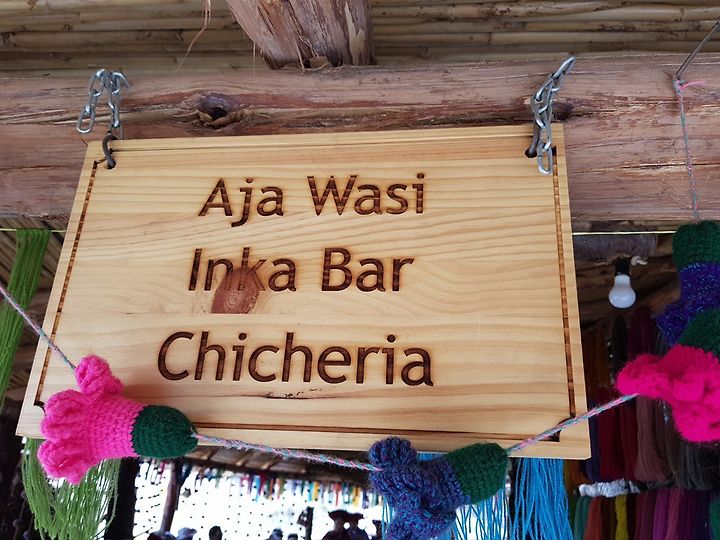 Aja Wasi
Inka Bar
Chicheria